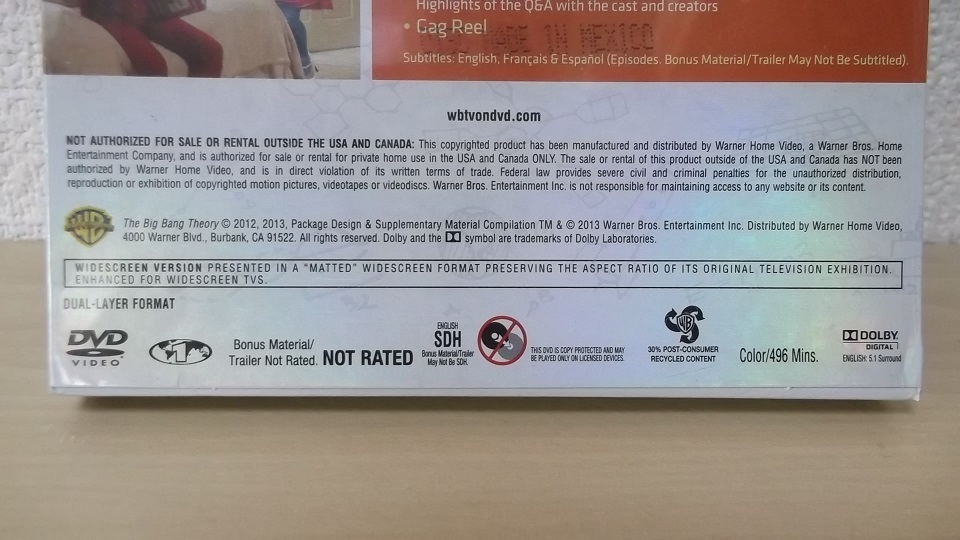 Highlights of the Q&A with the cast and creators
• Gag Reel
MADE IN MEXICO
Subtitles: English, Français & Español (Episodes. Bonus Material/Trailer May Not Be Subtitled).
wbtvondvd.com
NOT AUTHORIZED FOR SALE OR RENTAL OUTSIDE THE USA AND CANADA: This copyrighted product has been manufactured and distributed by Warner Home Video, a Warner Bros. Home
Entertainment Company, and is authorized for sale or rental for private home use in the USA and Canada ONLY. The sale or rental of this product outside of the USA and Canada has NOT been
authorized by Warner Home Video, and is in direct violation of its written terms of trade. Federal law provides severe civil and criminal penalties for the unauthorized distribution,
reproduction or exhibition of copyrighted motion pictures, videotapes or videodiscs. Warner Bros. Entertainment Inc. is not responsible for maintaining access to any website or its content.
WB
The Big Bang Theory © 2012, 2013, Package Design & Supplementary Material Compilation TM & © 2013 Warner Bros. Entertainment Inc. Distributed by Warner Home Video,
4000 Warner Blvd., Burbank, CA 91522. All rights reserved. Dolby and the symbol are trademarks of Dolby Laboratories.
WIDESCREEN VERSION PRESENTED IN A "MATTED" WIDESCREEN FORMAT PRESERVING THE ASPECT RATIO OF ITS ORIGINAL TELEVISION EXHIBITION.
ENHANCED FOR WIDESCREEN TVS.
DUAL-LAYER FORMAT
DVD
VIDEO
1
Bonus Material/
Trailer Not Rated. NOT RATED
ENGLISH
SDH
Bonus Material/Trailer
May Not Be SDH.
THIS DVD IS COPY PROTECTED AND MAY
BE PLAYED ONLY ON LICENSED DEVICES.
WB
30% POST-CONSUMER
RECYCLED CONTENT
Color/496 Mins.
DOLBY
DIGITAL
ENGLISH: 5.1 Surround